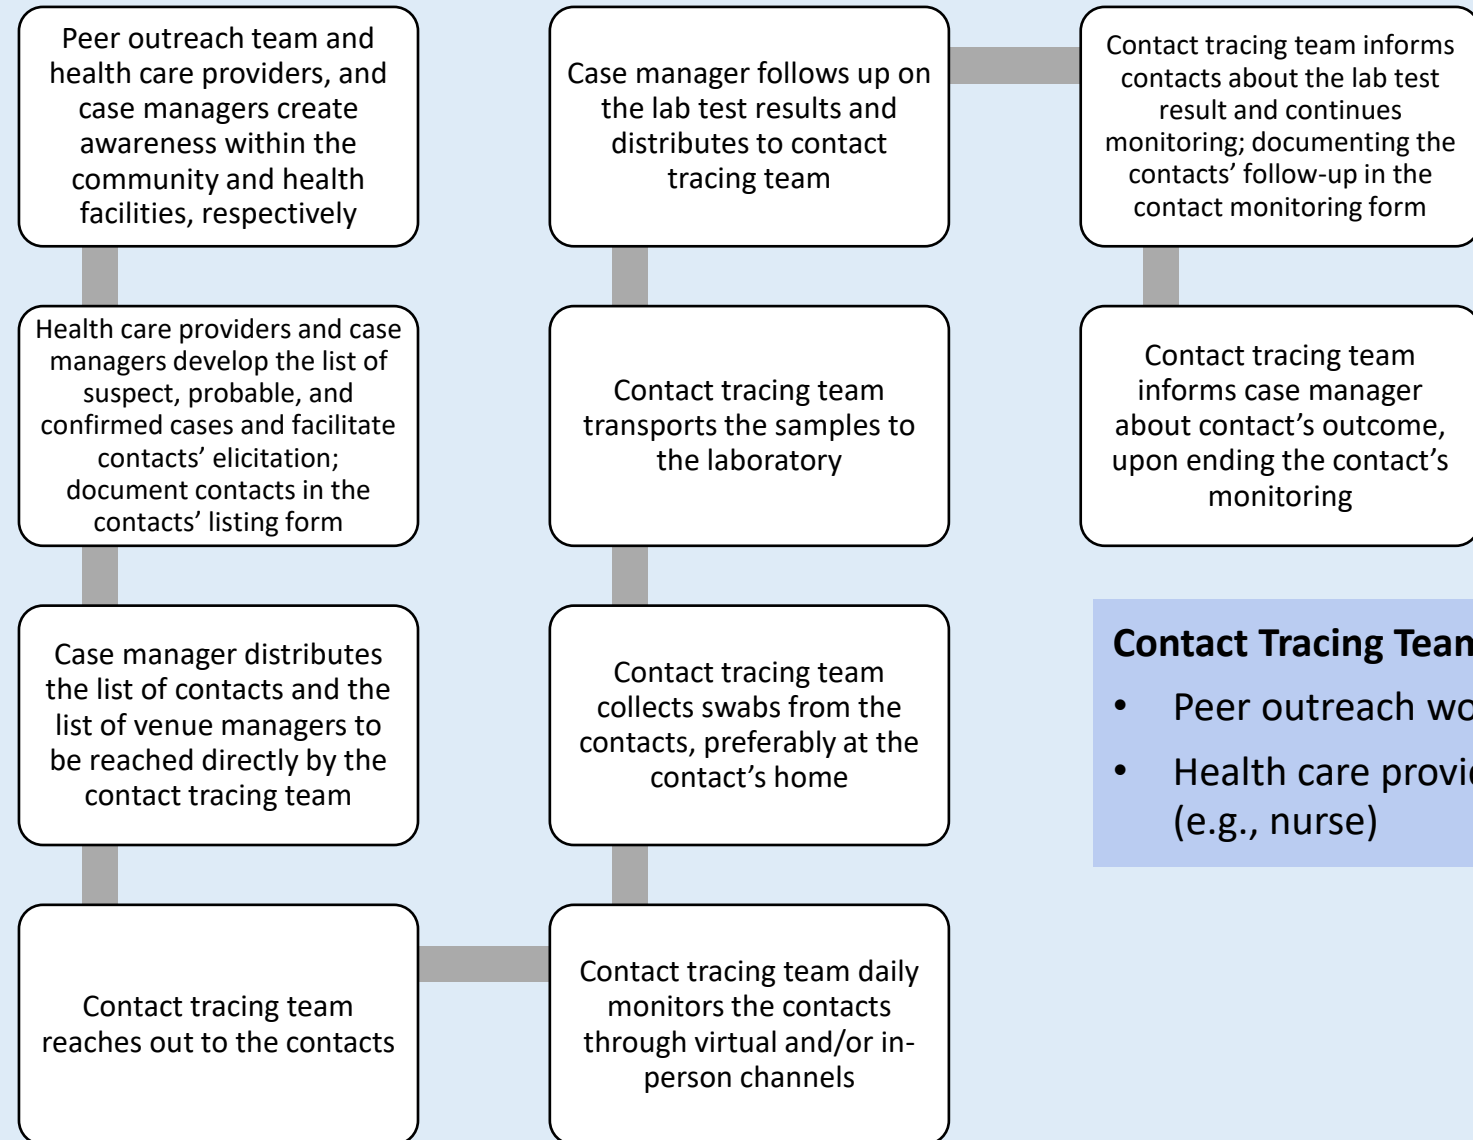 Peer outreach team and
health care providers, and
case managers create
awareness within the
community and health
facilities, respectively
Health care providers and case
managers develop the list of
suspect, probable, and
confirmed cases and facilitate
contacts’ elicitation;
document contacts in the
contacts’ listing form
Case manager distributes
the list of contacts and the
list of venue managers to
be reached directly by the
contact tracing team
Contact tracing team
reaches out to the contacts
Contact tracing team daily
monitors the contacts
through virtual and/or in-
person channels
Contact tracing team
collects swabs from the
contacts, preferably at the
contact’s home
Contact tracing team
transports the samples to
the laboratory
Case manager follows up on
the lab test results and
distributes to contact
tracing team
Contact tracing team informs
contacts about the lab test
result and continues
monitoring; documenting the
contacts’ follow-up in the
contact monitoring form
Contact tracing team
informs case manager
about contact’s outcome,
upon ending the contact’s
monitoring
Contact Tracing
• Peer outreach
• Health care
(e.g., nurse)